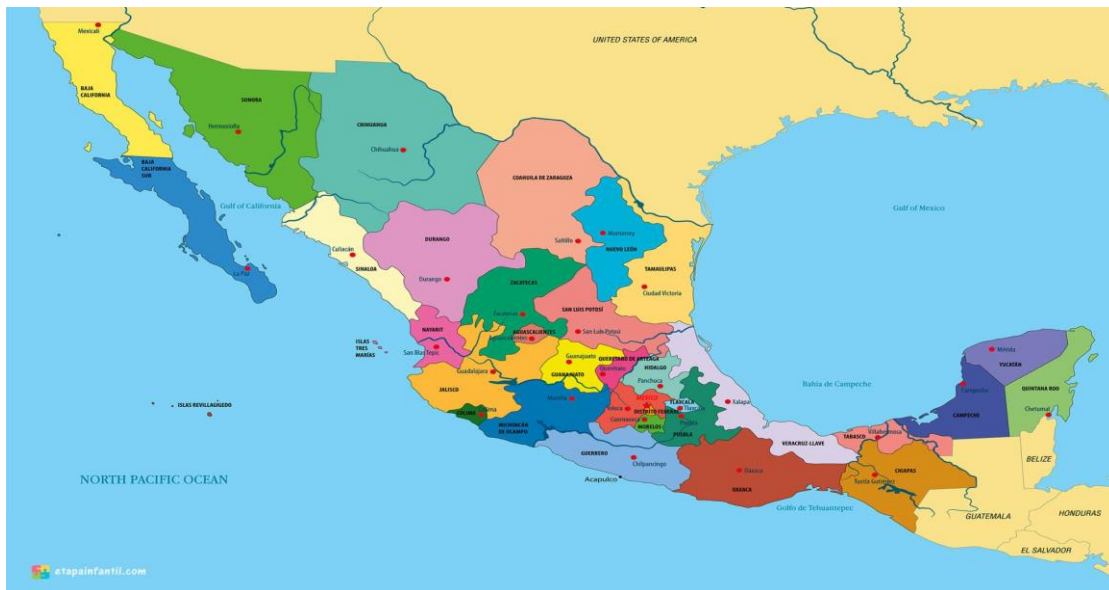 UNITED STATES OF AMERICA
Mexicali
BAJA
CALIFORNIA
SONORA
Hermosillo
CHIHUAHUA
Chihuahua
BAJA
CALIFORNIA
SUR
Gulf of California
La Paz
COAHUILA DE ZARAGOZA
Saltillo
Monterrey
NUEVO LEÓN
Gulf of Mexico
Culiacán
SINALOA
DURANGO
Durango
TAMAULIPAS
Ciudad Victoria
ZACATECAS
Zacatecas
SAN LUIS POTOSÍ
San Luis Potosí
NAYARIT
San Blas Tepic
ISLAS
TRES
MARÍAS
AGUASCALIENTES
Aguascalientes
Guanajuato
GUANAJUATO
QUERETARO DE ARTEAGA
HIDALGO
Panchuca
Guadalajara
JALISCO
ISLAS REVILLAGIGEDO
COLIMA
Colima
Morelia
MICHOACÁN
DE OCAMPO
MEXICO
DISTRITO FEDERAL
Toluca
Cuernavaca
MORELOS
TLAXCALA
Tlaxcala
Puebla
PUEBLA
Xalapa
VERACRUZ-LLAVE
GUERRERO
Chilpancingo
Acapulco
Oaxaca
OAXACA
Golfo de Tehuantepec
Bahía de Campeche
TABASCO
Villahermosa
CHIAPAS
Tuxtla Gutiérrez
Mérida
YUCATÁN
Campeche
CAMPECHE
QUINTANA ROO
Chetumal
BELIZE
GUATEMALA
HONDURAS
EL SALVADOR
NORTH PACIFIC OCEAN
etapainfantil.com